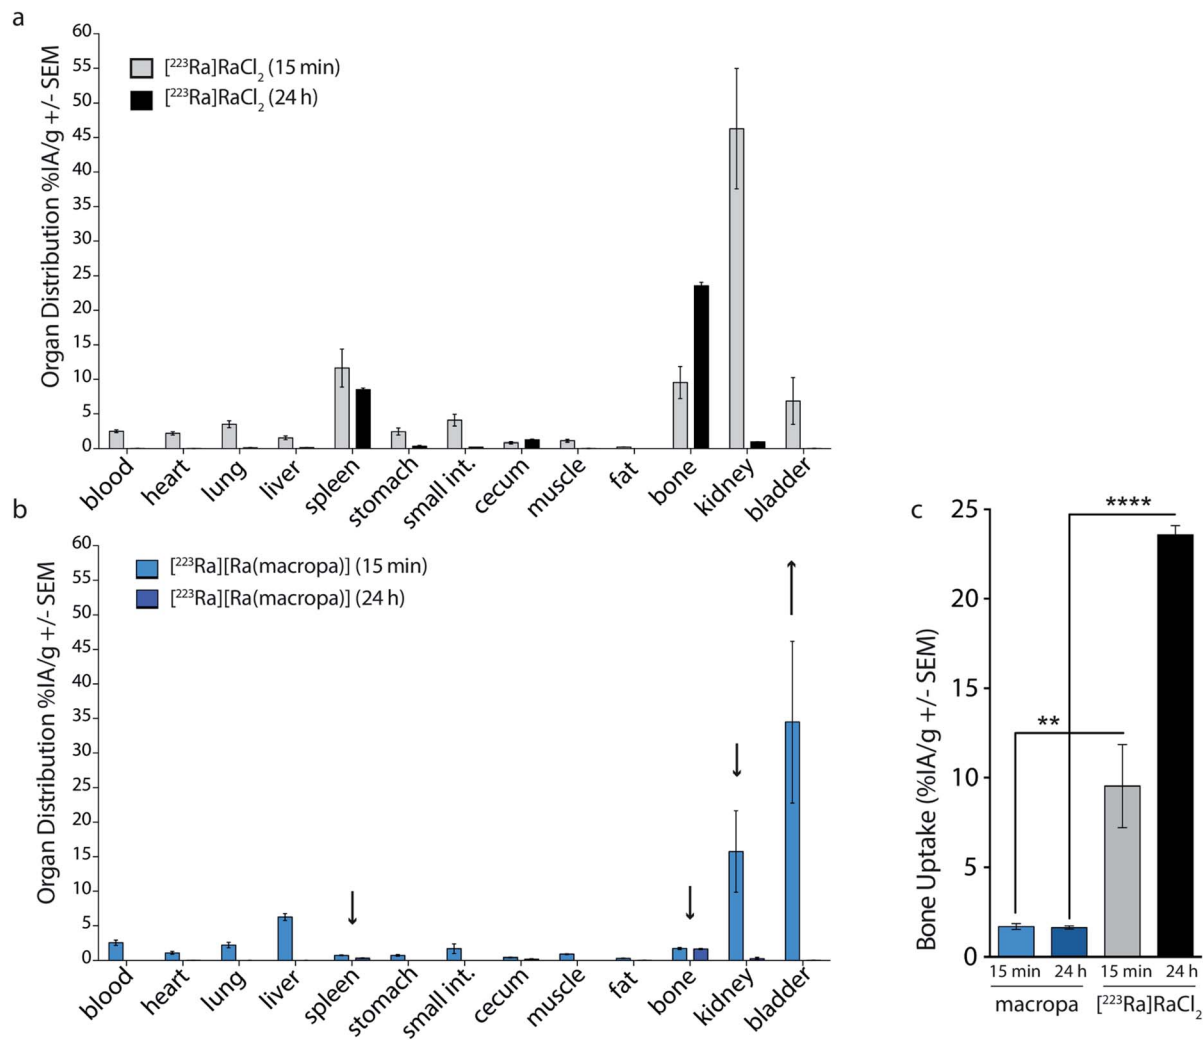 a
Organ Distribution %IA/g +/- SEM
60
55
50
45
40
35
30
25
20
15
10
5
0
[²²³Ra]RaCl₂ (15 min)
[²²³Ra]RaCl₂ (24 h)
blood heart lung liver spleen stomach small int. cecum muscle fat bone kidney bladder
b
Organ Distribution %IA/g +/- SEM
60
55
50
45
40
35
30
25
20
15
10
5
0
[²²³Ra][Ra(macropa)] (15 min)
[²²³Ra][Ra(macropa)] (24 h)
↓ ↓ ↓ ↑
blood heart lung liver spleen stomach small int. cecum muscle fat bone kidney bladder
c
Bone Uptake (%IA/g +/- SEM)
25
20
15
10
5
0
****
**
15 min 24 h 15 min 24 h
macropa [²²³Ra]RaCl₂